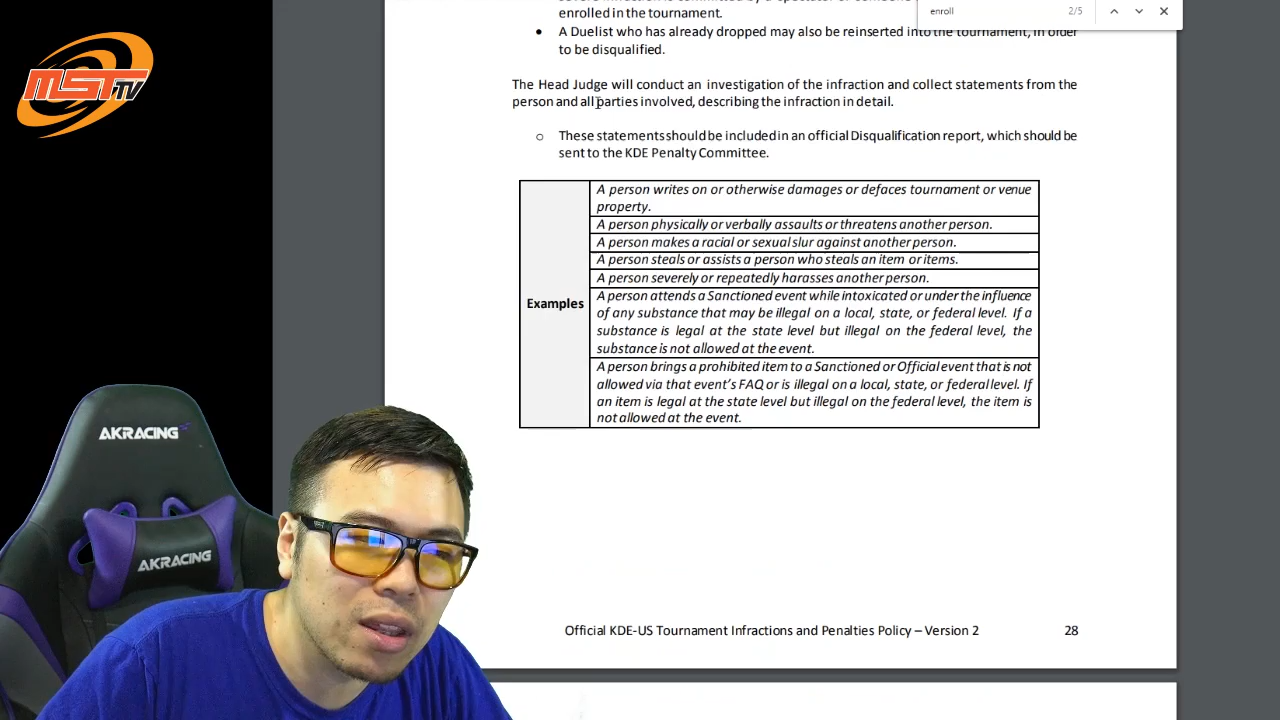 enroll
2/5
enrolled in the tournament.
• A Duelist who has already dropped may also be reinserted into the tournament, in order
to be disqualified.
The Head Judge will conduct an investigation of the infraction and collect statements from the
person and all parties involved, describing the infraction in detail.
o These statements should be included in an official Disqualification report, which should be
sent to the KDE Penalty Committee.
Examples
A person writes on or otherwise damages or defaces tournament or venue
property.
A person physically or verbally assaults or threatens another person.
A person makes a racial or sexual slur against another person.
A person steals or assists a person who steals an item or items.
A person severely or repeatedly harasses another person.
A person attends a Sanctioned event while intoxicated or under the influence
of any substance that may be illegal on a local, state, or federal level. If a
substance is legal at the state level but illegal on the federal level, the
substance is not allowed at the event.
A person brings a prohibited item to a Sanctioned or Official event that is not
allowed via that event's FAQ or is illegal on a local, state, or federal level. If
an item is legal at the state level but illegal on the federal level, the item is
not allowed at the event.
Official KDE-US Tournament Infractions and Penalties Policy – Version 2
28
MST TV
AKRACING
AKRACING